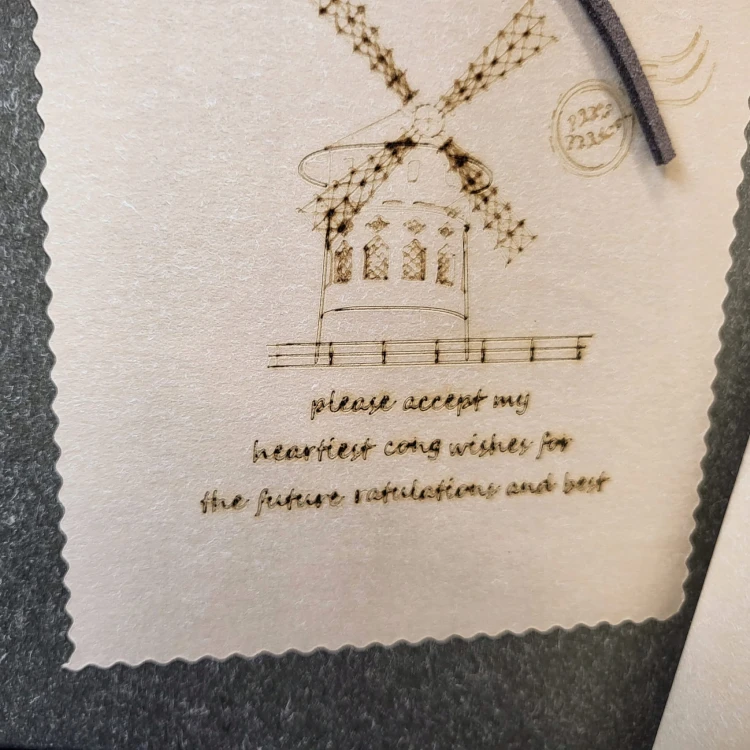 please accept my
heartiest cong wishes for
the future ratulations and best